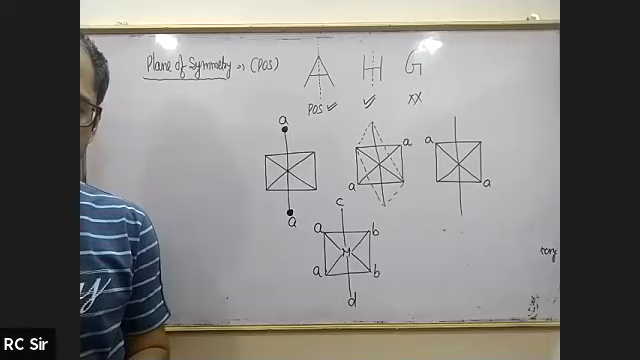 Plane of Symmetry => (POS) A H G
POS ✓ ✓ xx
a
a
a
a
a
a
a
c
a b
M
a b
d
RC Sir